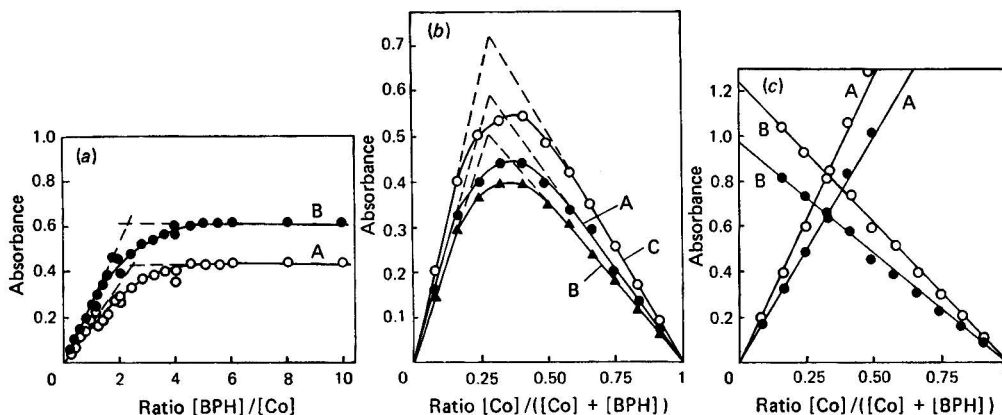 (a)
Absorbance
1.0
0.8
0.6
0.4
0.2
B
A
0 2 4 6 8 10
Ratio [BPH]/[Co]
(b)
Absorbance
0.7
0.6
0.5
0.4
0.3
0.2
0.1
A
C
B
0 0.25 0.50 0.75 1
Ratio [Co]/([Co] + [BPH])
(c)
Absorbance
1.2
1.0
0.8
0.6
0.4
0.2
A
A
B
B
0 0.25 0.50 0.75
Ratio [Co]/([Co] + [BPH])